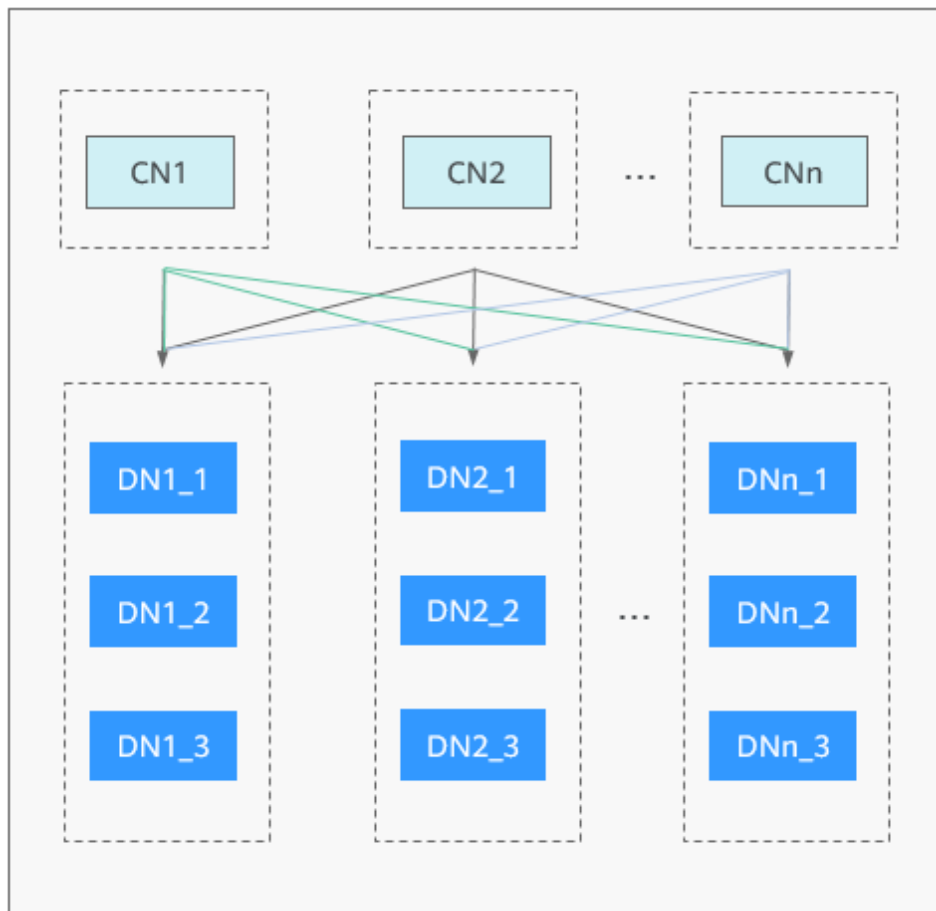 CN1 CN2 ... CNn
DN1_1 DN2_1 DNn_1
DN1_2 DN2_2 ... DNn_2
DN1_3 DN2_3 DNn_3